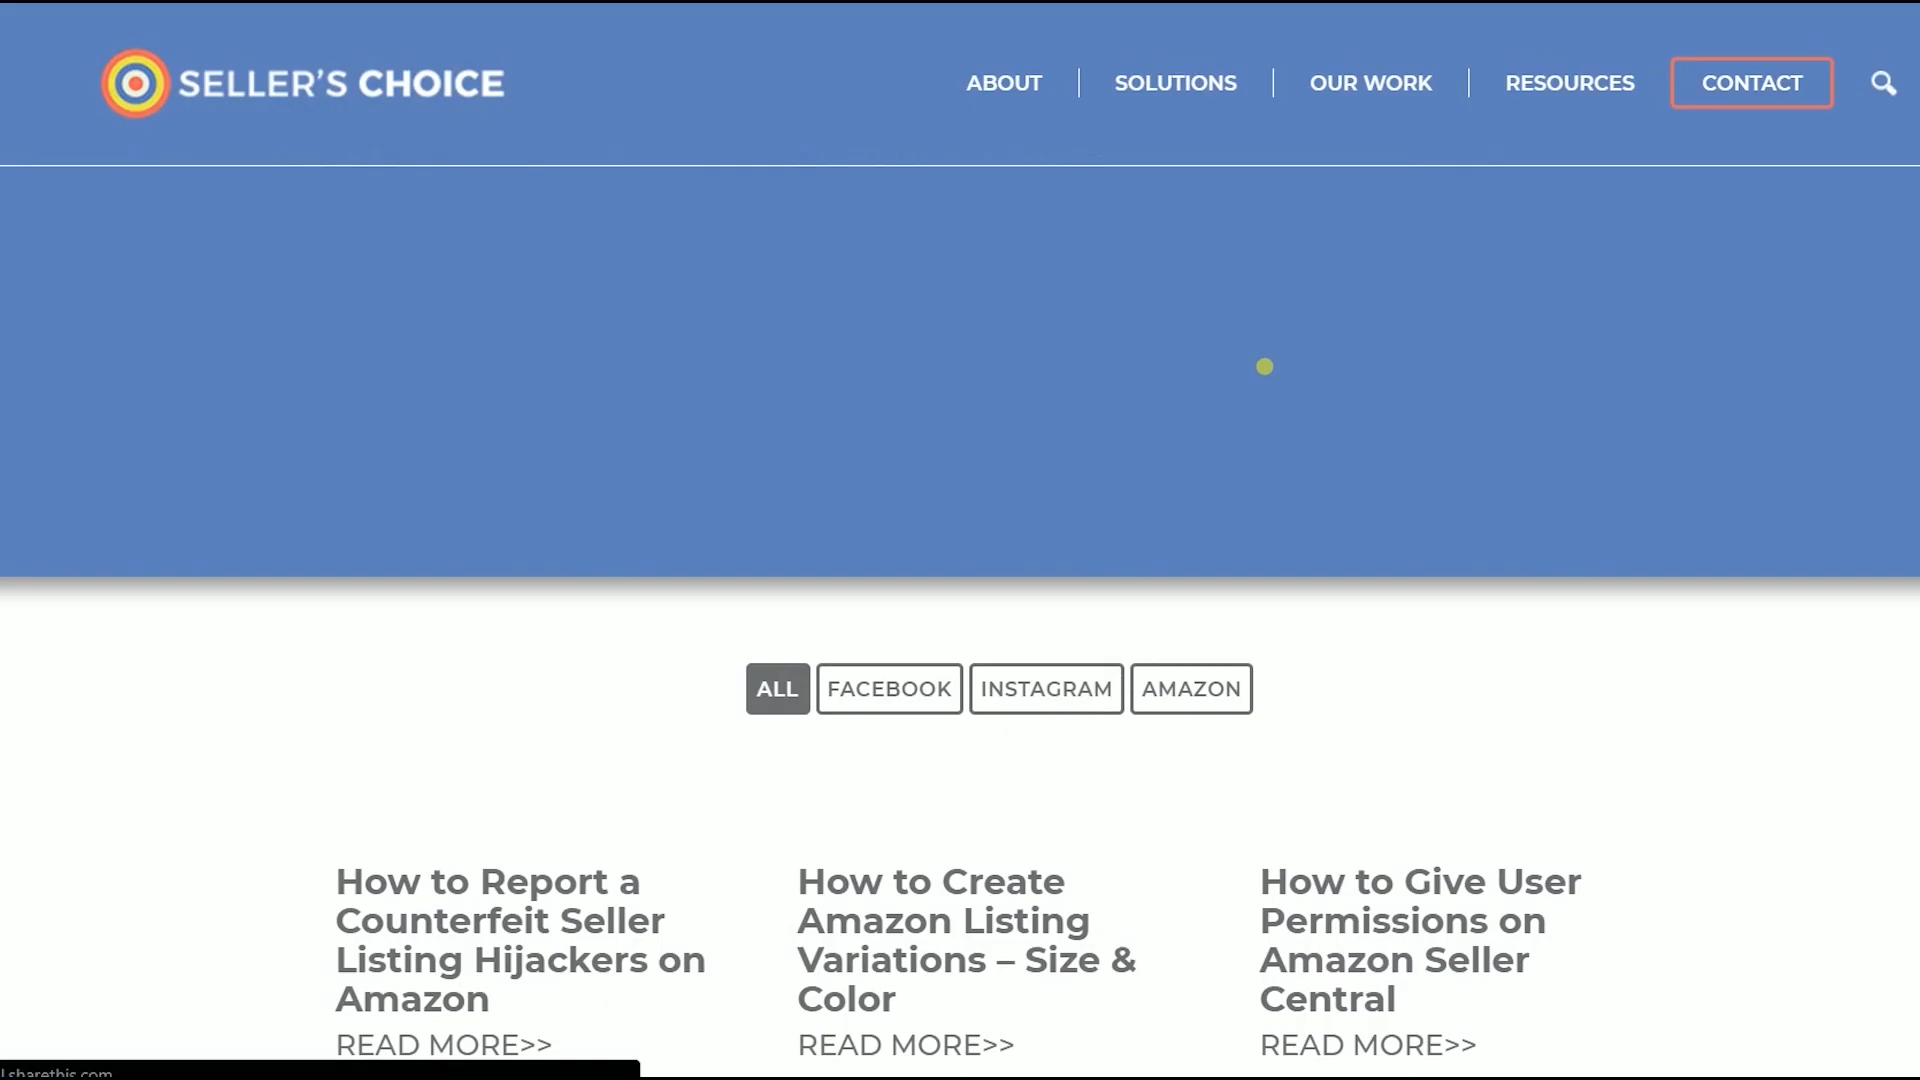 SELLER'S CHOICE
ABOUT
SOLUTIONS
OUR WORK
RESOURCES
CONTACT
ALL
FACEBOOK
INSTAGRAM
AMAZON
How to Report a
Counterfeit Seller
Listing Hijackers on
Amazon
READ MORE>>
How to Create
Amazon Listing
Variations – Size &
Color
READ MORE>>
How to Give User
Permissions on
Amazon Seller
Central
READ MORE>>
l.sharethis.com